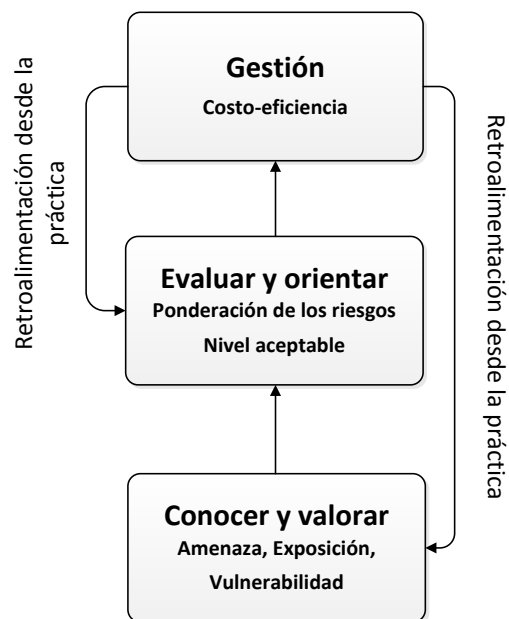 Gestión
Costo-eficiencia
Retroalimentación desde la
práctica
Evaluar y orientar
Ponderación de los riesgos
Nivel aceptable
Retroalimentación desde la práctica
Conocer y valorar
Amenaza, Exposición,
Vulnerabilidad